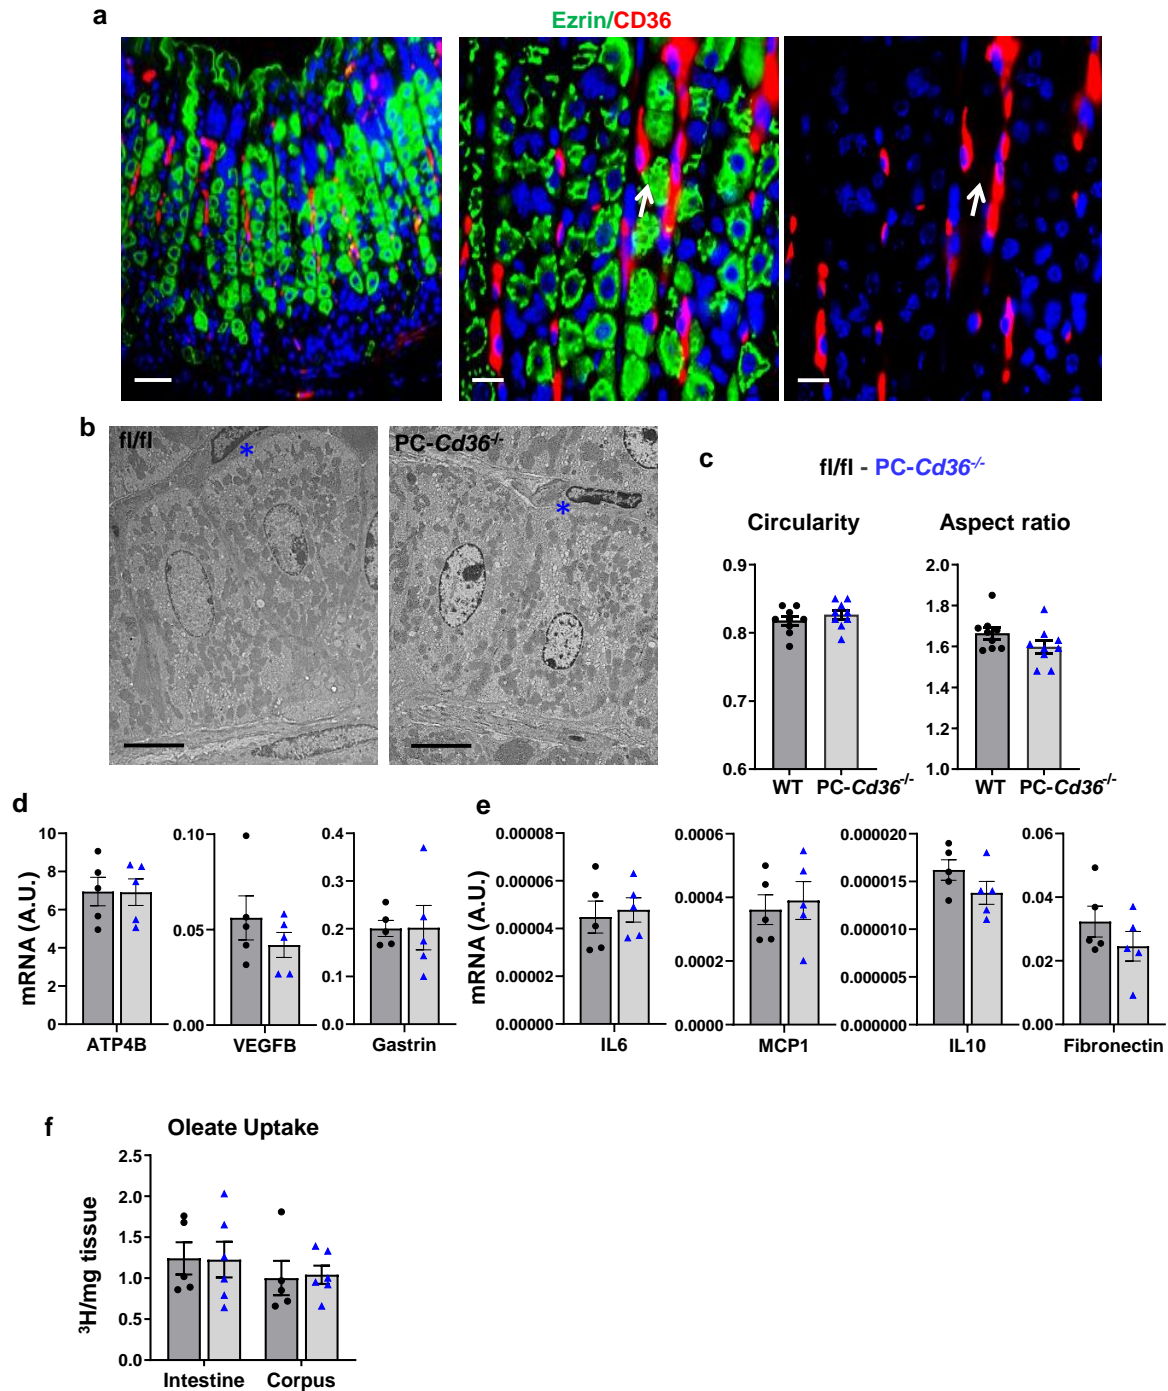 a
Ezrin/CD36
b
fl/fl
*
PC-Cd36-/-
*
c
fl/fl - PC-Cd36-/-
Circularity
0.9
0.8
0.7
0.6
WT PC-Cd36-/-
Aspect ratio
2.0
1.8
1.6
1.4
1.2
1.0
WT PC-Cd36-/-
d
mRNA (A.U.)
10
8
6
4
2
0
ATP4B
0.10
0.05
0.00
VEGFB
0.4
0.3
0.2
0.1
0.0
Gastrin
e
mRNA (A.U.)
0.00008
0.00006
0.00004
0.00002
0.00000
IL6
0.0006
0.0004
0.0002
0.0000
MCP1
0.000020
0.000015
0.000010
0.000005
0.000000
IL10
0.06
0.04
0.02
0.00
Fibronectin
f
Oleate Uptake
³H/mg tissue
2.5
2.0
1.5
1.0
0.5
0.0
Intestine Corpus